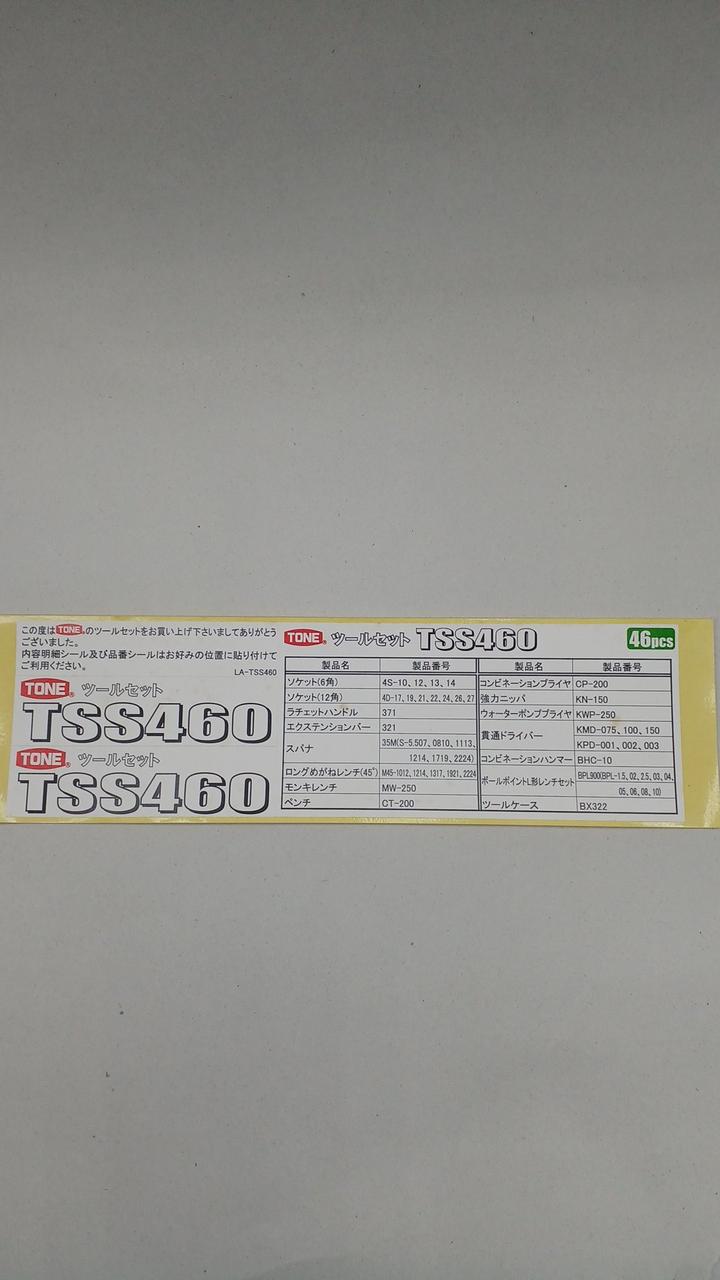 この度はTONE®のツールセットをお買い上げ下さいましてありがとう
ございました。
内容明細シール及び品番シールはお好みの位置に貼り付けて
ご利用ください。
LA-TSS460
TONE® ツールセット
TSS460
TONE® ツールセット
TSS460
TONE® ツールセット TSS460 46pcs
製品名 製品番号
ソケット(6角) 4S-10、12、13、14
ソケット(12角) 4D-17、19、21、22、24、26、27
ラチェットハンドル 371
エクステンションバー 321
スパナ 35M(S-5.507、0810、1113、
1214、1719、2224)
ロングめがねレンチ(45°) M45-1012、1214、1317、1921、2224
モンキレンチ MW-250
ペンチ CT-200
製品名 製品番号
コンビネーションプライヤ CP-200
強力ニッパ KN-150
ウォーターポンププライヤ KWP-250
貫通ドライバー KMD-075、100、150
KPD-001、002、003
コンビネーションハンマー BHC-10
ボールポイントL形レンチセット BPL900(BPL-1.5、02、2.5、03、04、
05、06、08、10)
ツールケース BX322